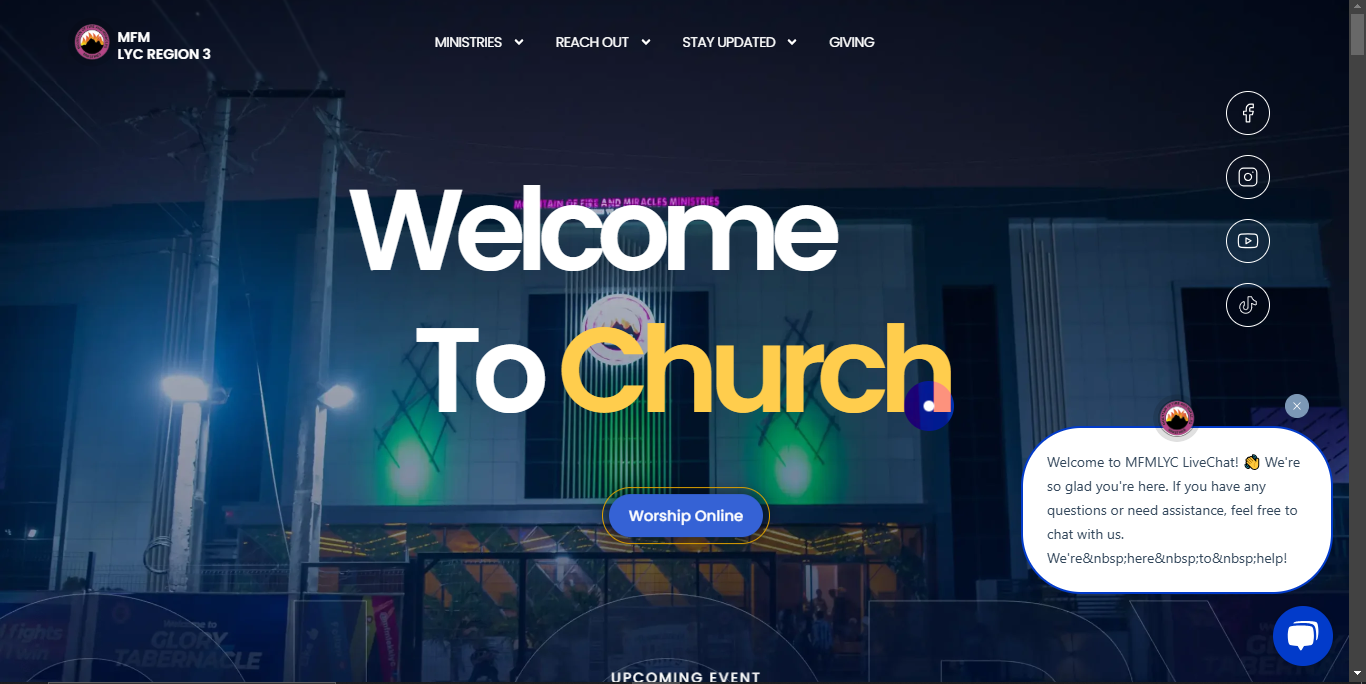 MFM
LYC REGION 3
MINISTRIES
REACH OUT
STAY UPDATED
GIVING
MOUNTAIN OF FIRE AND MIRACLES MINISTRIES
Welcome
To Church
Worship Online
Welcome to MFMLYC LiveChat! 👏 We're
so glad you're here. If you have any
questions or need assistance, feel free to
chat with us.
We're&nbsp;here&nbsp;to&nbsp;help!
Welcome to
GLORY
TABERNACLE
UPCOMING EVENT